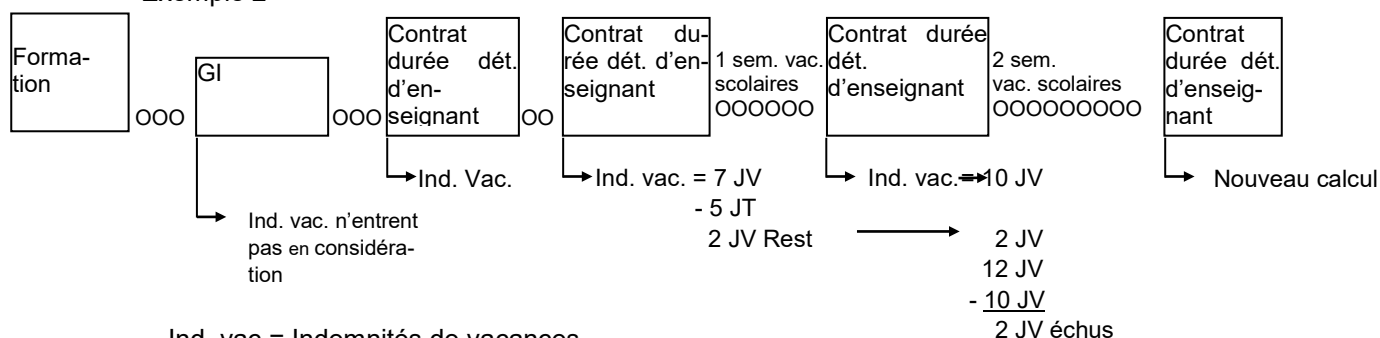 Exemple 2
Forma-
tion
OOO
GI
OOO
Contrat
durée dét.
d'en-
seignant
OO
Contrat du-
rée dét. d'en-
seignant
1 sem. vac.
scolaires
OOOOOO
Contrat durée
dét.
d'enseignant
2 sem.
vac. scolaires
OOOOOOOOO
Contrat
durée dét.
d'enseig-
nant
Ind. Vac.
Ind. vac. = 7 JV
- 5 JT
2 JV Rest
Ind. vac.= 10 JV
2 JV
12 JV
- 10 JV
2 JV échus
Nouveau calcul
Ind. vac. n'entrent
pas en considéra-
tion
Ind. vac = Indemnités de vacances